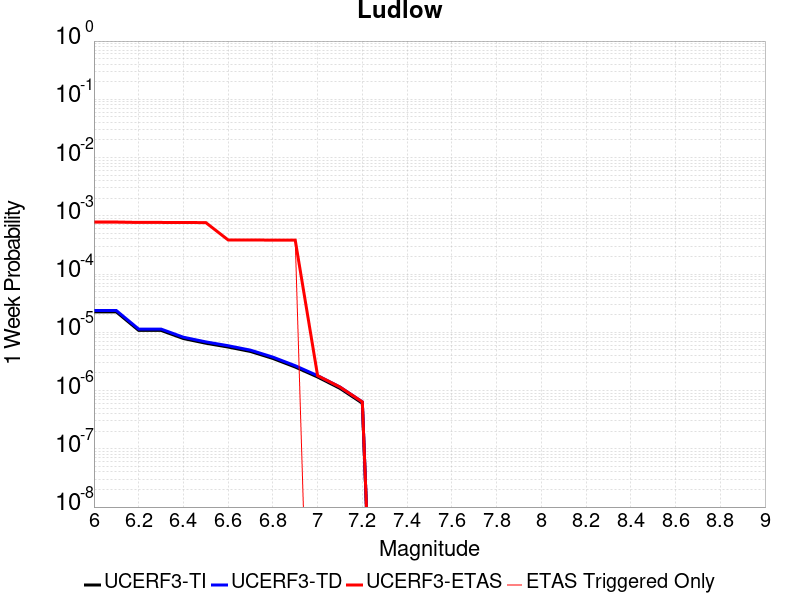 Ludlow
10^0
10^-1
10^-2
10^-3
10^-4
10^-5
10^-6
10^-7
10^-8
1 Week Probability
6 6.2 6.4 6.6 6.8 7 7.2 7.4 7.6 7.8 8 8.2 8.4 8.6 8.8 9
Magnitude
UCERF3-TI UCERF3-TD UCERF3-ETAS ETAS Triggered Only